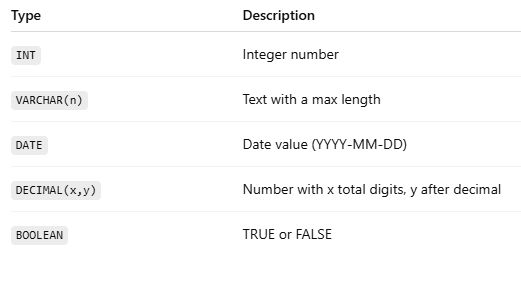 Type Description
INT Integer number
VARCHAR(n) Text with a max length
DATE Date value (YYYY-MM-DD)
DECIMAL(x,y) Number with x total digits, y after decimal
BOOLEAN TRUE or FALSE